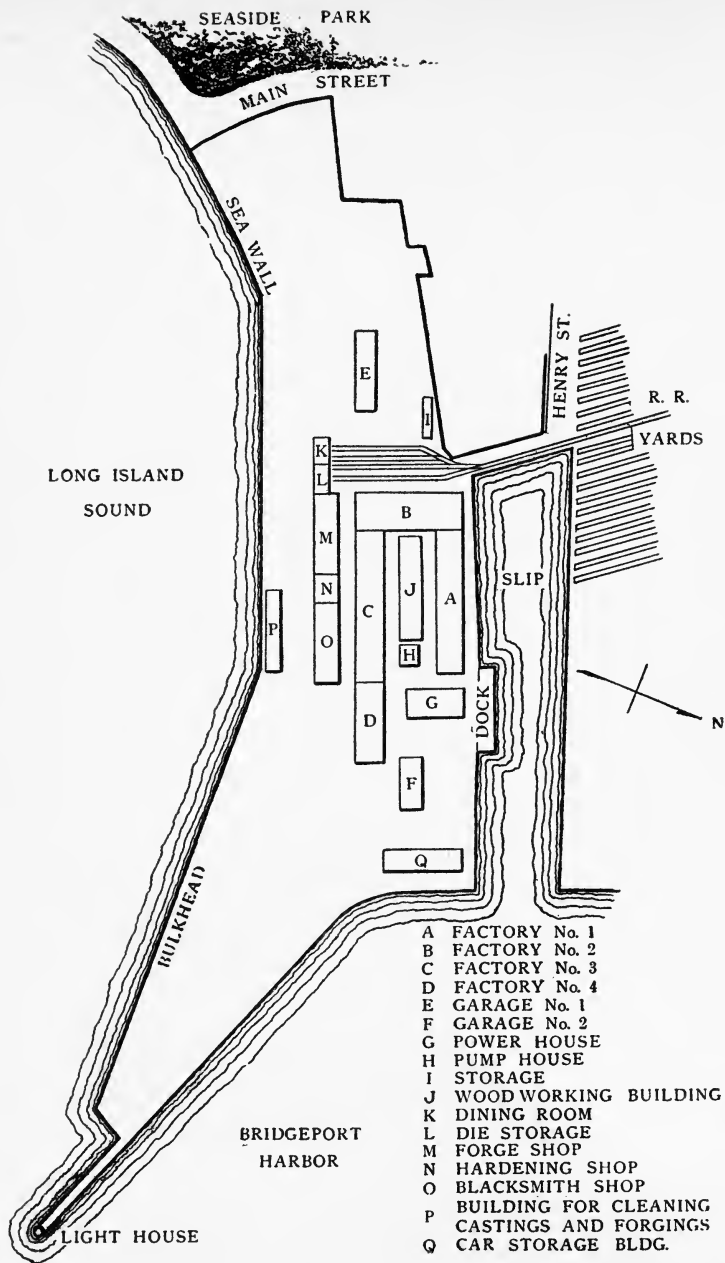 SEASIDE PARK
MAIN STREET
SEA WALL
HENRY ST.
E
I
R. R.
YARDS
K
L
LONG ISLAND
SOUND
B
M
SLIP
J
A
N
C
P
O
H
N
G
DOCK
D
F
Q
BULKHEAD
BRIDGEPORT
HARBOR
LIGHT HOUSE
A FACTORY No. 1
B FACTORY No. 2
C FACTORY No. 3
D FACTORY No. 4
E GARAGE No. 1
F GARAGE No. 2
G POWER HOUSE
H PUMP HOUSE
I STORAGE
J WOOD WORKING BUILDING
K DINING ROOM
L DIE STORAGE
M FORGE SHOP
N HARDENING SHOP
O BLACKSMITH SHOP
P BUILDING FOR CLEANING
CASTINGS AND FORGINGS
Q CAR STORAGE BLDG.